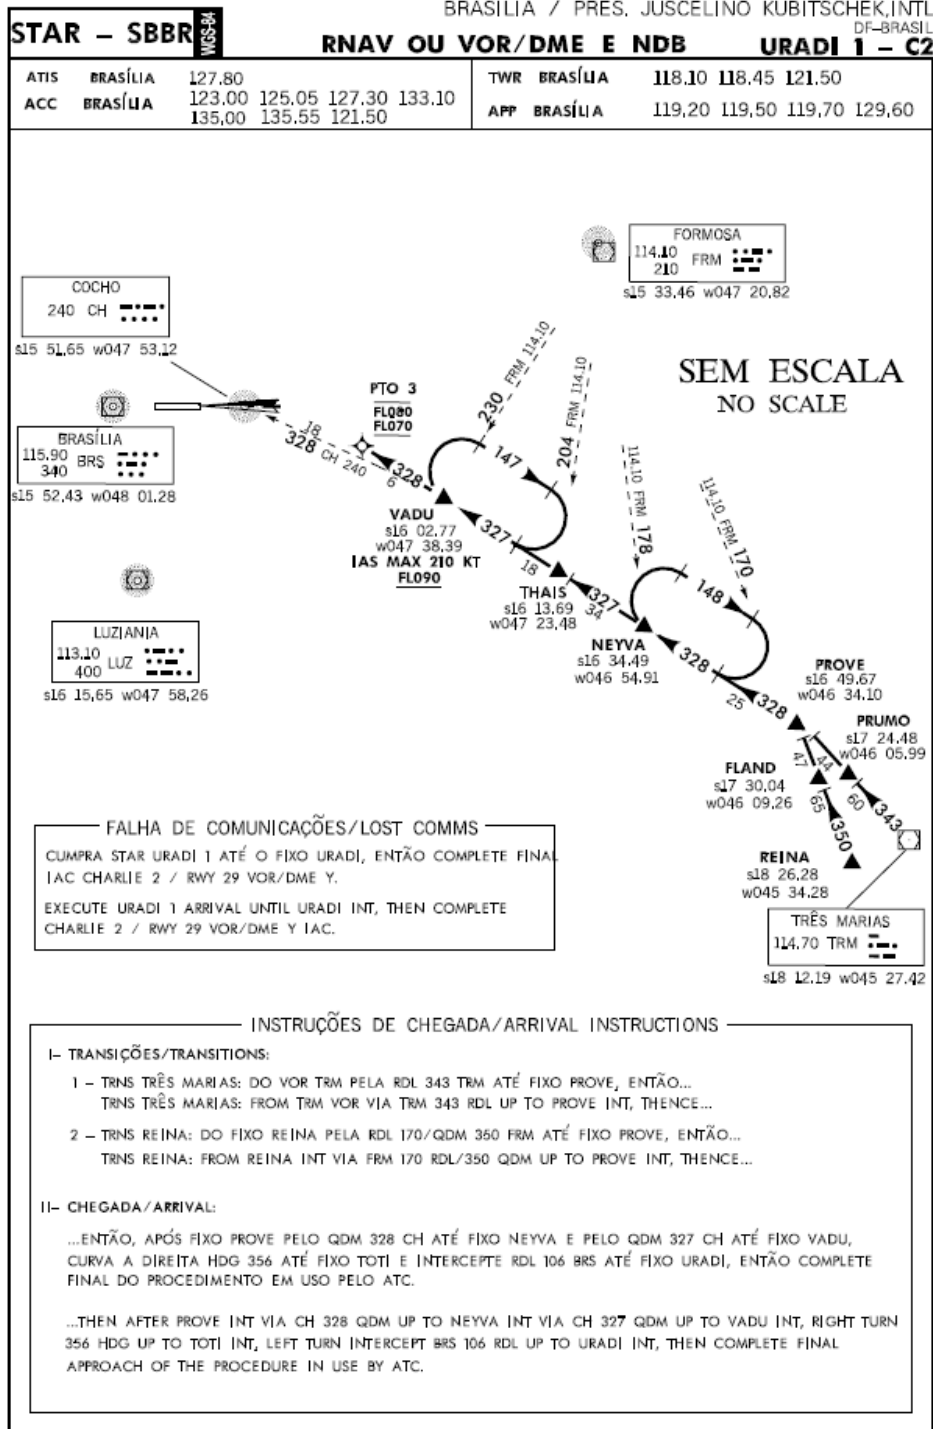 BRASILIA / PRES. JUSCELINO KUBITSCHEK,INTL
DF-BRASIL
STAR - SBBR
WGS-84
RNAV OU VOR/DME E NDB
URADI 1 - C2
ATIS BRASÍLIA 127.80
ACC BRASÍLIA 123.00 125.05 127.30 133.10
135,00 135.55 121.50
TWR BRASÍLIA 118.10 118.45 121.50
APP BRASÍLIA 119,20 119,50 119,70 129,60
FORMOSA
114.10
210 FRM
s15 33,46 w047 20,82
COCHO
240 CH
s15 51,65 w047 53,12
SEM ESCALA
NO SCALE
PTO 3
FL080
FL070
230 FRM 114.10
204 FRM 114.10
147
BRASÍLIA
115.90
340 BRS
s15 52,43 w048 01.28
18
328 CH 240
6
328
VADU
s16 02.77
w047 38.39
IAS MAX 210 KT
FL090
327
18
114.10 FRM 178
114.10 FRM 170
148
THAIS
s16 13.69
w047 23.48
327
34
NEYVA
s16 34.49
w046 54.91
328
25
328
LUZIANIA
113.10
400 LUZ
s16 15,65 w047 58,26
PROVE
s16 49.67
w046 34.10
PRUMO
s17 24.48
w046 05.99
FLAND
s17 30.04
w046 09.26
47
44
65
60
343
350
REINA
s18 26.28
w045 34.28
TRÊS MARIAS
114.70 TRM
s18 12.19 w045 27.42
FALHA DE COMUNICAÇÕES/LOST COMMS
CUMPRA STAR URADI 1 ATÉ O FIXO URADI, ENTÃO COMPLETE FINAL
IAC CHARLIE 2 / RWY 29 VOR/DME Y.
EXECUTE URADI 1 ARRIVAL UNTIL URADI INT, THEN COMPLETE
CHARLIE 2 / RWY 29 VOR/DME Y IAC.
INSTRUÇÕES DE CHEGADA/ARRIVAL INSTRUCTIONS
I- TRANSIÇÕES/TRANSITIONS:
1 - TRNS TRÊS MARIAS: DO VOR TRM PELA RDL 343 TRM ATÉ FIXO PROVE, ENTÃO...
TRNS TRÊS MARIAS: FROM TRM VOR VIA TRM 343 RDL UP TO PROVE INT, THENCE...
2 - TRNS REINA: DO FIXO REINA PELA RDL 170/QDM 350 FRM ATÉ FIXO PROVE, ENTÃO...
TRNS REINA: FROM REINA INT VIA FRM 170 RDL/350 QDM UP TO PROVE INT, THENCE...
II- CHEGADA/ARRIVAL:
...ENTÃO, APÓS FIXO PROVE PELO QDM 328 CH ATÉ FIXO NEYVA E PELO QDM 327 CH ATÉ FIXO VADU,
CURVA A DIREITA HDG 356 ATÉ FIXO TOTI E INTERCEPTE RDL 106 BRS ATÉ FIXO URADI, ENTÃO COMPLETE
FINAL DO PROCEDIMENTO EM USO PELO ATC.
...THEN AFTER PROVE INT VIA CH 328 QDM UP TO NEYVA INT VIA CH 327 QDM UP TO VADU INT, RIGHT TURN
356 HDG UP TO TOTI INT, LEFT TURN INTERCEPT BRS 106 RDL UP TO URADI INT, THEN COMPLETE FINAL
APPROACH OF THE PROCEDURE IN USE BY ATC.